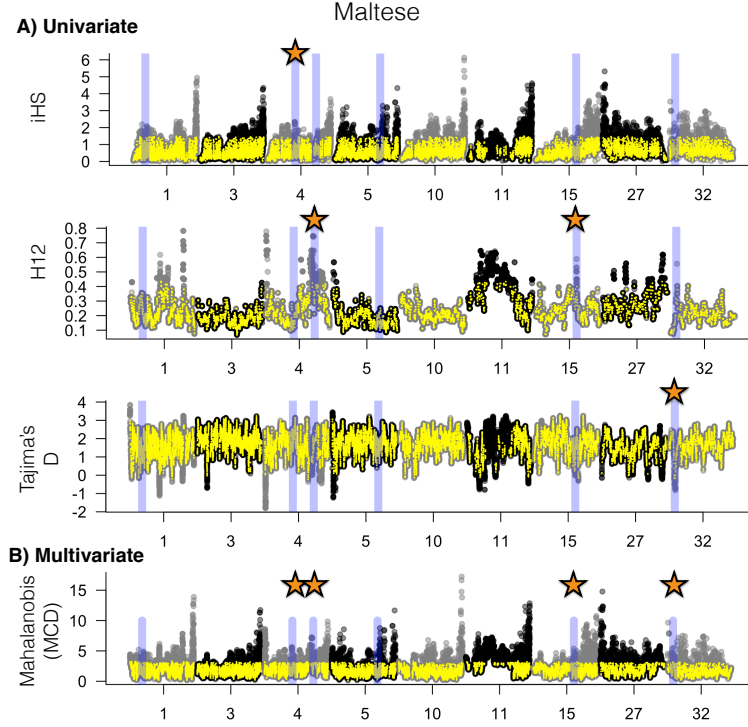 Maltese
A) Univariate
iHS
6
5
4
3
2
1
0
1 3 4 5 10 11 15 27 32
H12
0.8
0.7
0.6
0.5
0.4
0.3
0.2
0.1
1 3 4 5 10 11 15 27 32
Tajima's
D
4
3
2
1
0
-1
-2
1 3 4 5 10 11 15 27 32
B) Multivariate
Mahalanobis
(MCD)
15
10
5
0
1 3 4 5 10 11 15 27 32